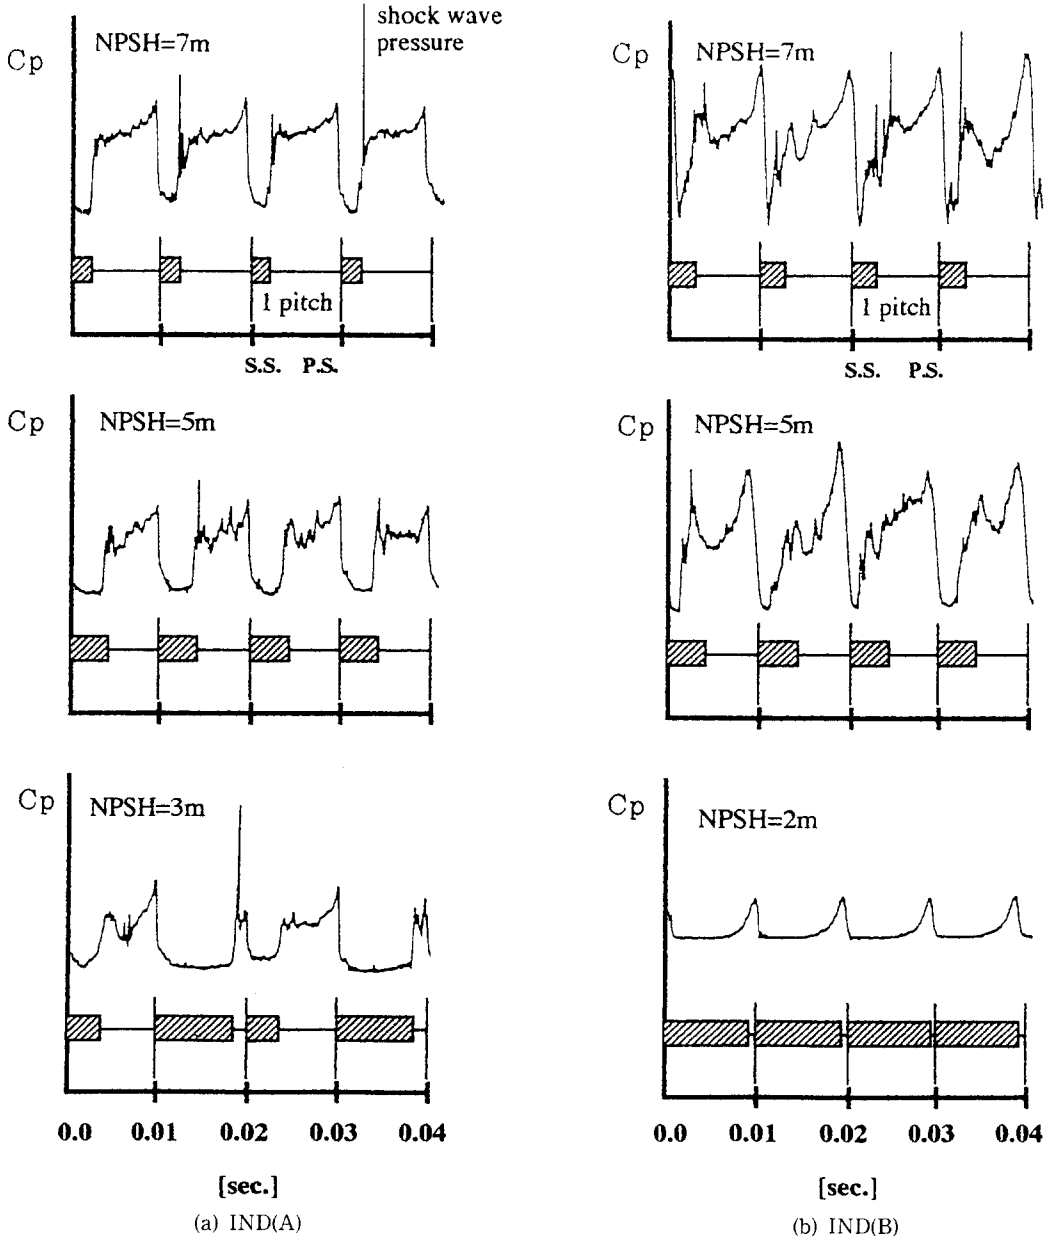 shock wave
pressure
Cp
NPSH=7m
1 pitch
S.S. P.S.
Cp
NPSH=5m
Cp
NPSH=3m
0.0 0.01 0.02 0.03 0.04
[sec.]
(a) IND(A)
Cp
NPSH=7m
1 pitch
S.S. P.S.
Cp
NPSH=5m
Cp
NPSH=2m
0.0 0.01 0.02 0.03 0.04
[sec.]
(b) IND(B)